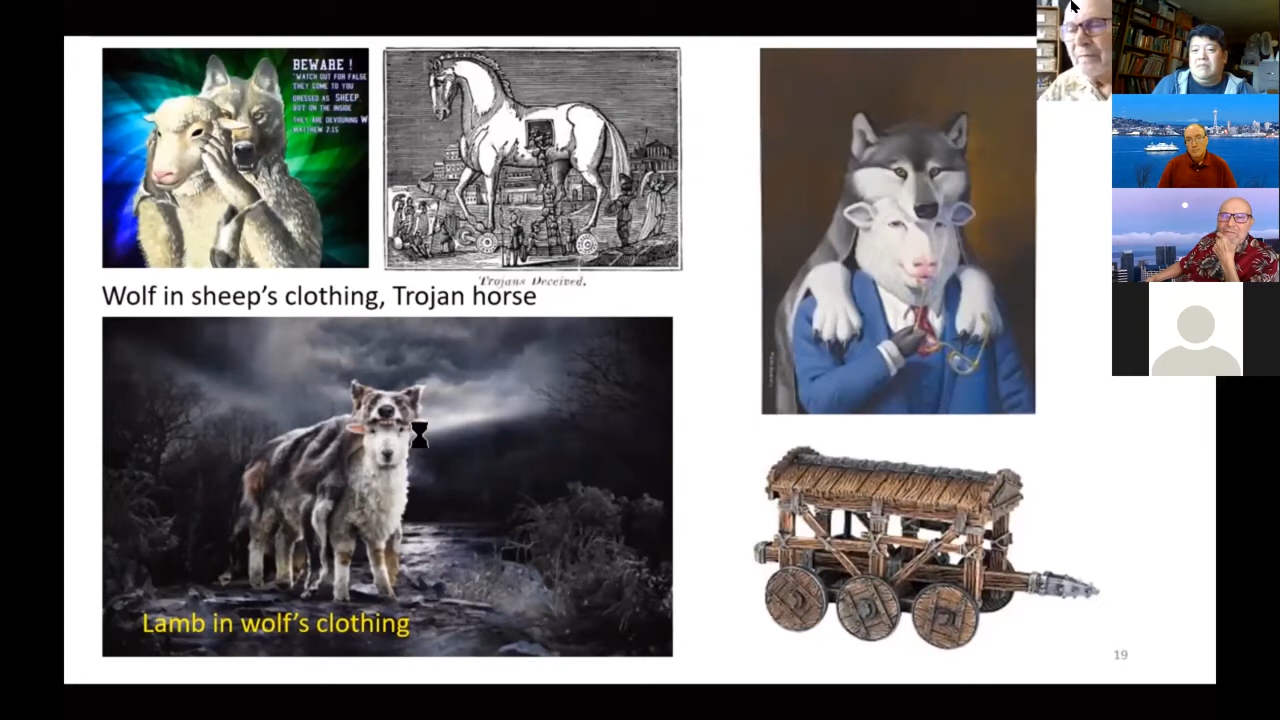 BEWARE !
"WATCH OUT FOR FALSE
THEY COME TO YOU
DRESSED AS SHEEP
BUT ON THE INSIDE
THEY ARE DEVOURING W
MATTHEW 7:15
Trojans Deceived.
Wolf in sheep's clothing, Trojan horse
Lamb in wolf's clothing
19